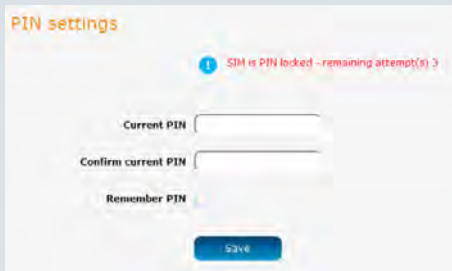 PIN settings
SIM is PIN locked - remaining attempt(s) 3
Current PIN
Confirm current PIN
Remember PIN
Save